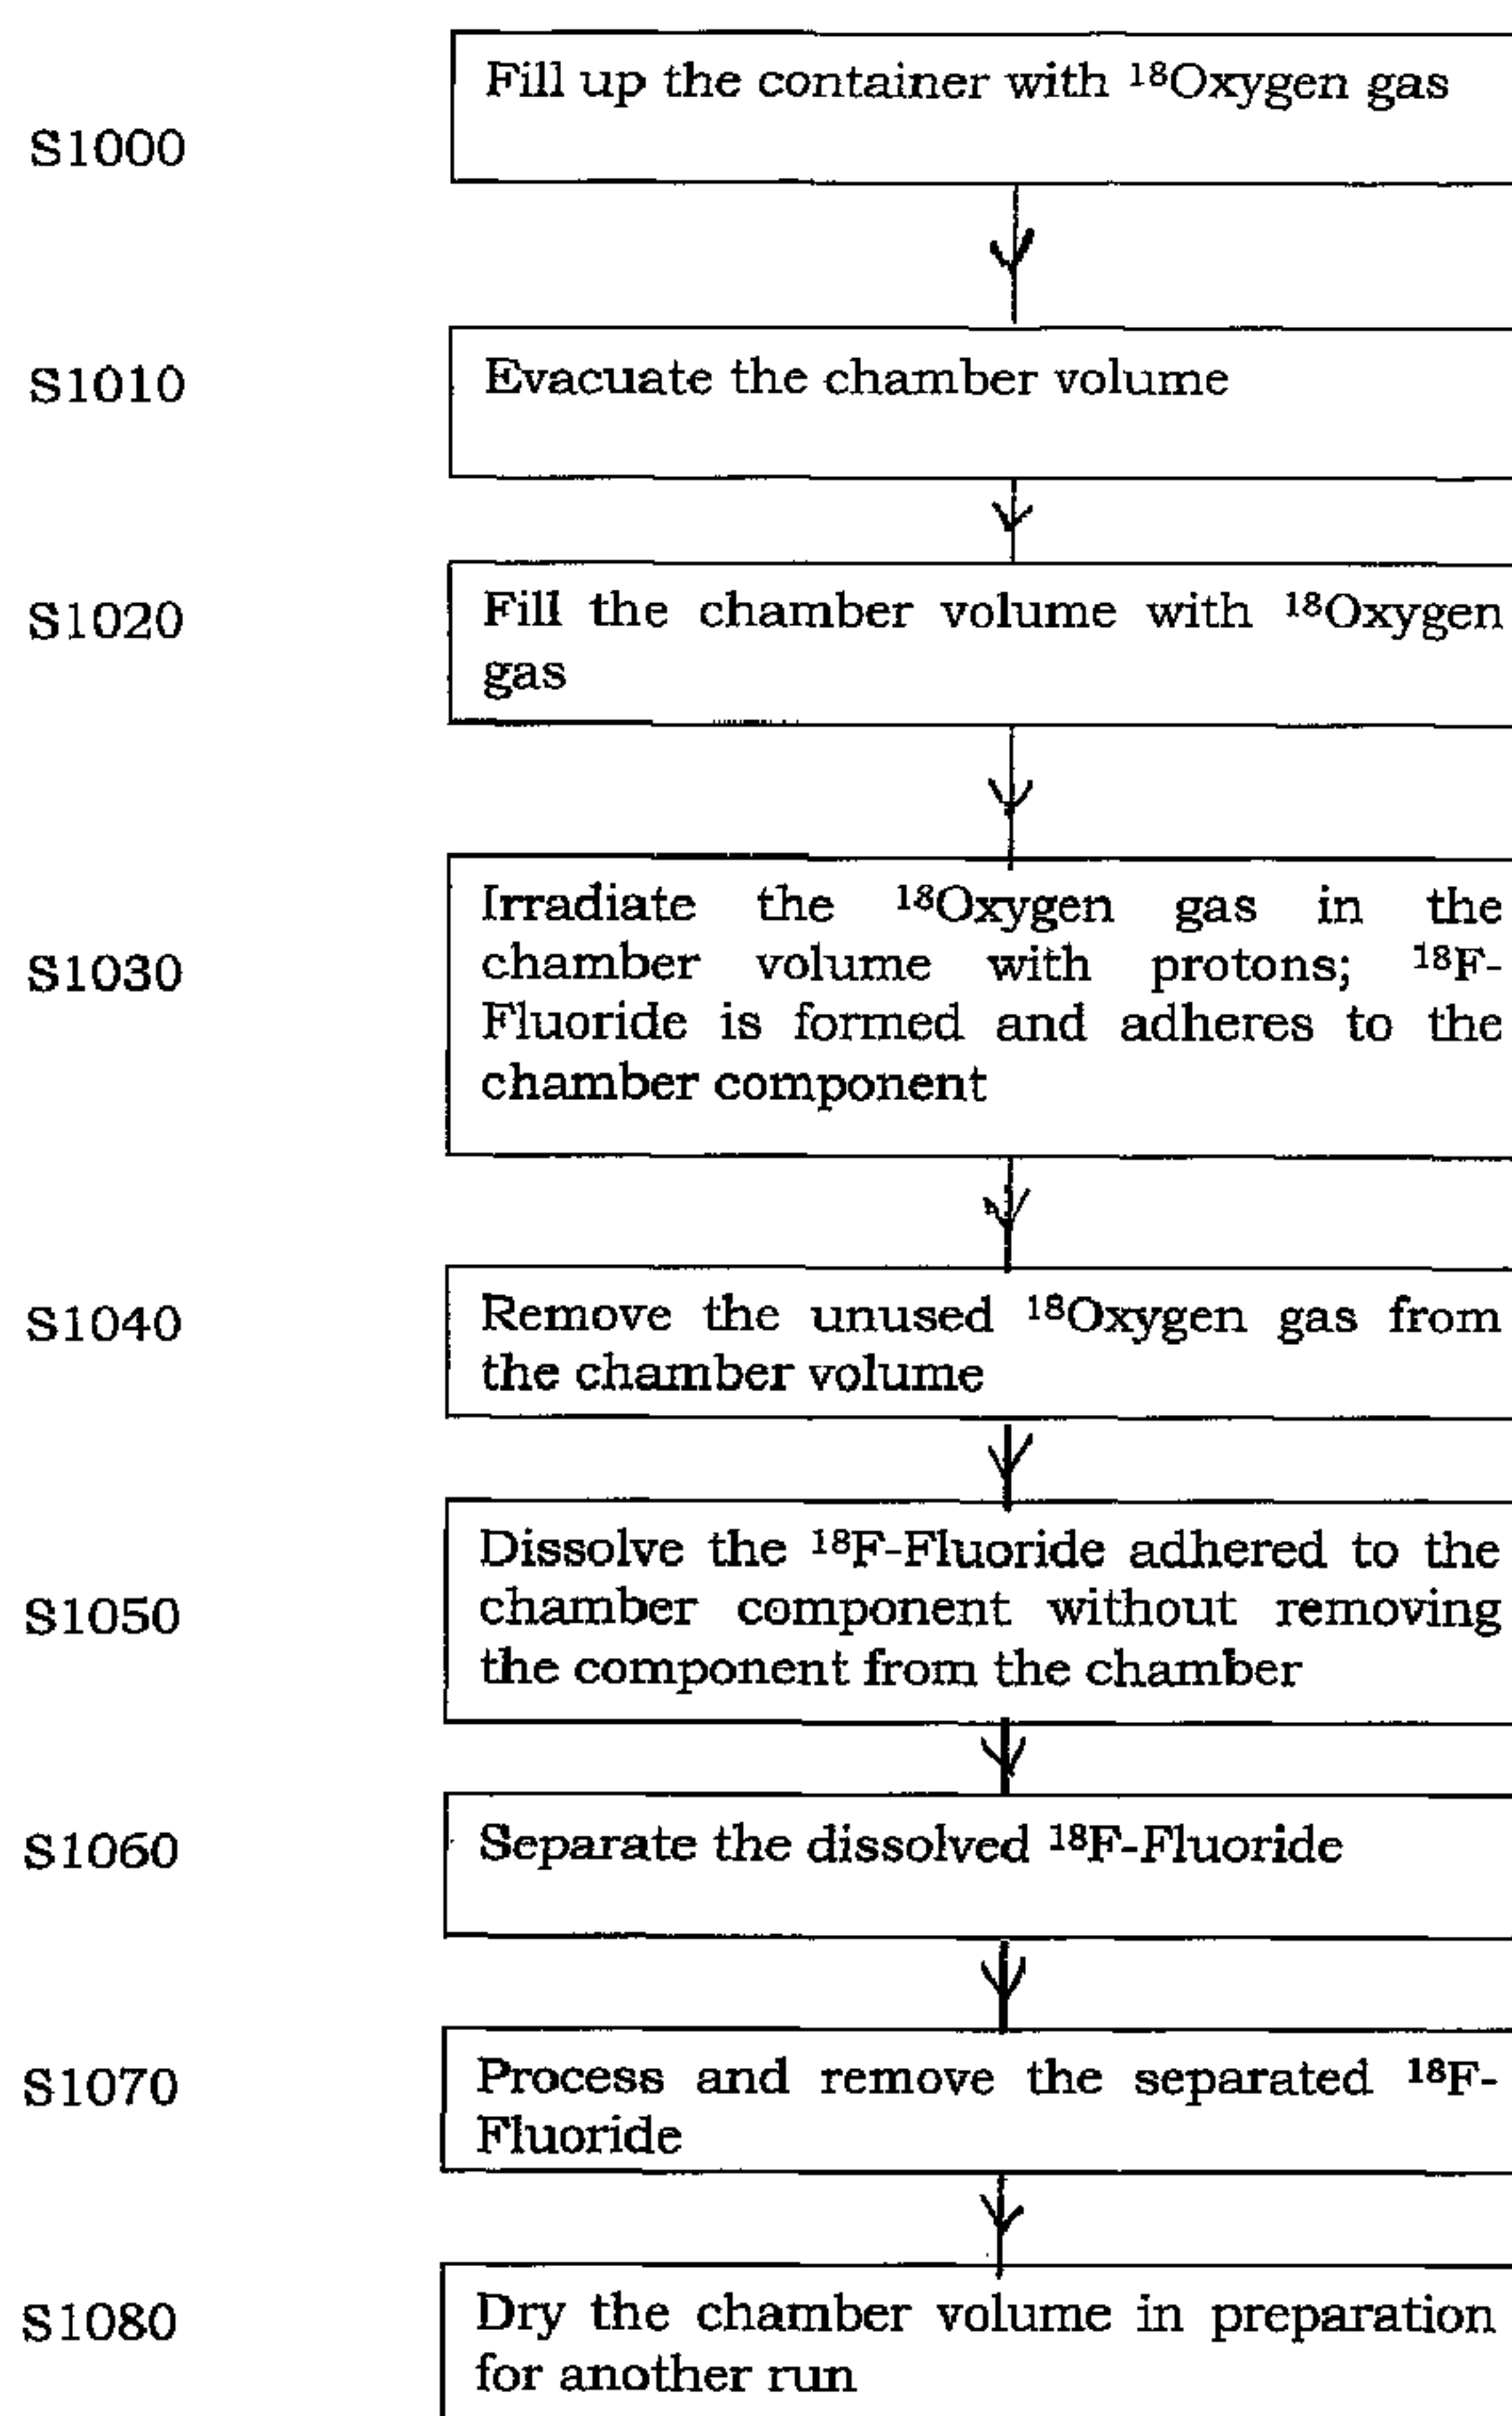 Fill up the container with ¹⁸Oxygen gas
S1000
Evacuate the chamber volume
S1010
Fill the chamber volume with ¹⁸Oxygen
gas
S1020
Irradiate the ¹⁸Oxygen gas in the
chamber volume with protons; ¹⁸F-
Fluoride is formed and adheres to the
chamber component
S1030
Remove the unused ¹⁸Oxygen gas from
the chamber volume
S1040
Dissolve the ¹⁸F-Fluoride adhered to the
chamber component without removing
the component from the chamber
S1050
Separate the dissolved ¹⁸F-Fluoride
S1060
Process and remove the separated ¹⁸F-
Fluoride
S1070
Dry the chamber volume in preparation
for another run
S1080